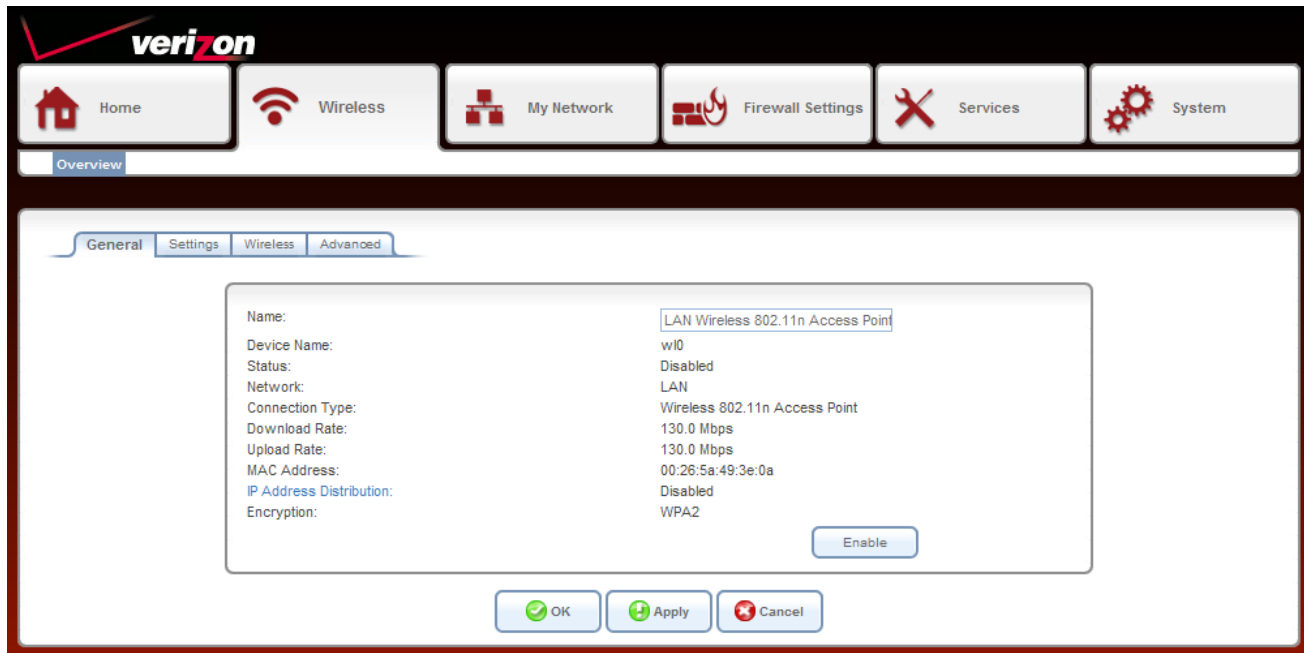 verizon
Home Wireless My Network Firewall Settings Services System
Overview
General Settings Wireless Advanced
Name: LAN Wireless 802.11n Access Point
Device Name: wl0
Status: Disabled
Network: LAN
Connection Type: Wireless 802.11n Access Point
Download Rate: 130.0 Mbps
Upload Rate: 130.0 Mbps
MAC Address: 00:26:5a:49:3e:0a
IP Address Distribution: Disabled
Encryption: WPA2
Enable
OK Apply Cancel